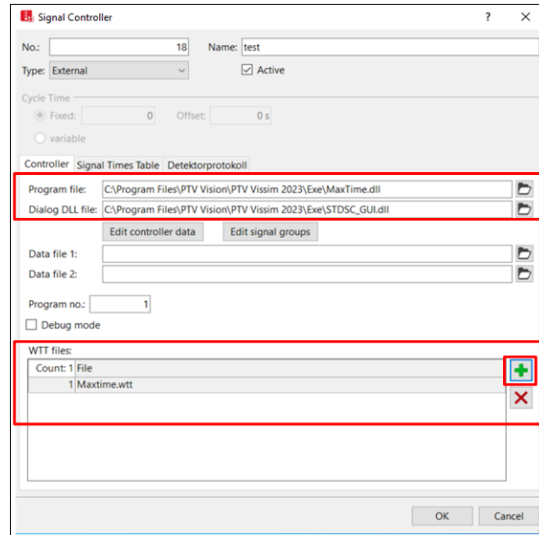 Signal Controller ? ×
No.: 18 Name: test
Type: External Active
Cycle Time
Fixed: 0 Offset: 0 s
variable
Controller Signal Times Table Detektorprotokoll
Program file: C:\Program Files\PTV Vision\PTV Vissim 2023\Exe\MaxTime.dll
Dialog DLL file: C:\Program Files\PTV Vision\PTV Vissim 2023\Exe\STDSC_GUI.dll
Edit controller data Edit signal groups
Data file 1:
Data file 2:
Program no.: 1
Debug mode
WTT files:
Count: 1 File
1 Maxtime.wtt
OK Cancel